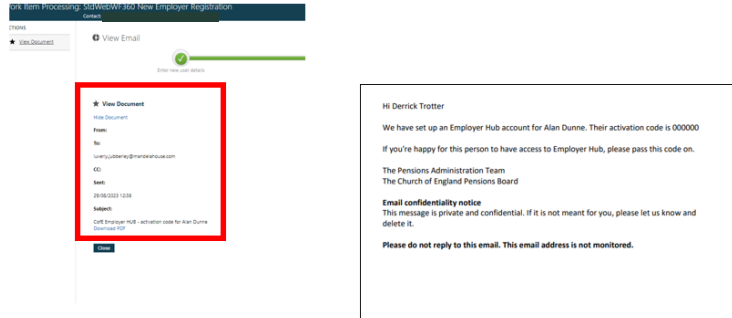 ork Item Processing: StdWebWF360 New Employer Registration
Contact:
CTIONS
★ View Document
View Email
Enter new user details
★ View Document
Hide Document
From:
To:
CC:
Sent:
29/08/2023 12:38
Subject:
CofE Employer HUB - activation code for Alan Dunne
Download PDF
Close
Hi Derrick Trotter
We have set up an Employer Hub account for Alan Dunne. Their activation code is 000000
If you're happy for this person to have access to Employer Hub, please pass this code on.
The Pensions Administration Team
The Church of England Pensions Board
Email confidentiality notice
This message is private and confidential. If it is not meant for you, please let us know and
delete it.
Please do not reply to this email. This email address is not monitored.